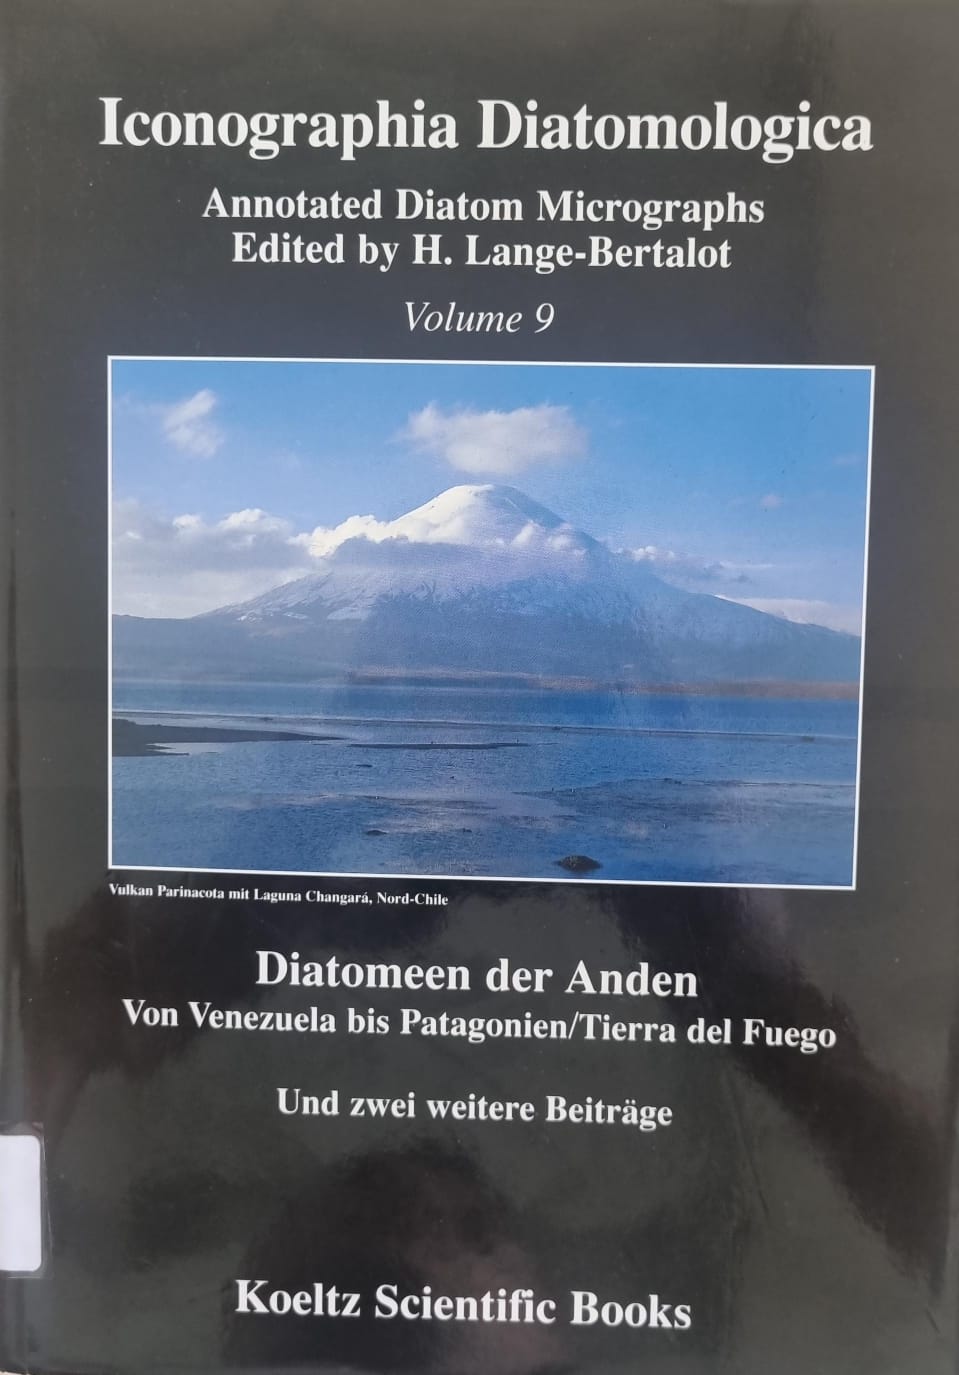 Iconographia Diatomologica
Annotated Diatom Micrographs
Edited by H. Lange-Bertalot
Volume 9
Vulkan Parinacota mit Laguna Changará, Nord-Chile
Diatomeen der Anden
Von Venezuela bis Patagonien/Tierra del Fuego
Und zwei weitere Beiträge
Koeltz Scientific Books